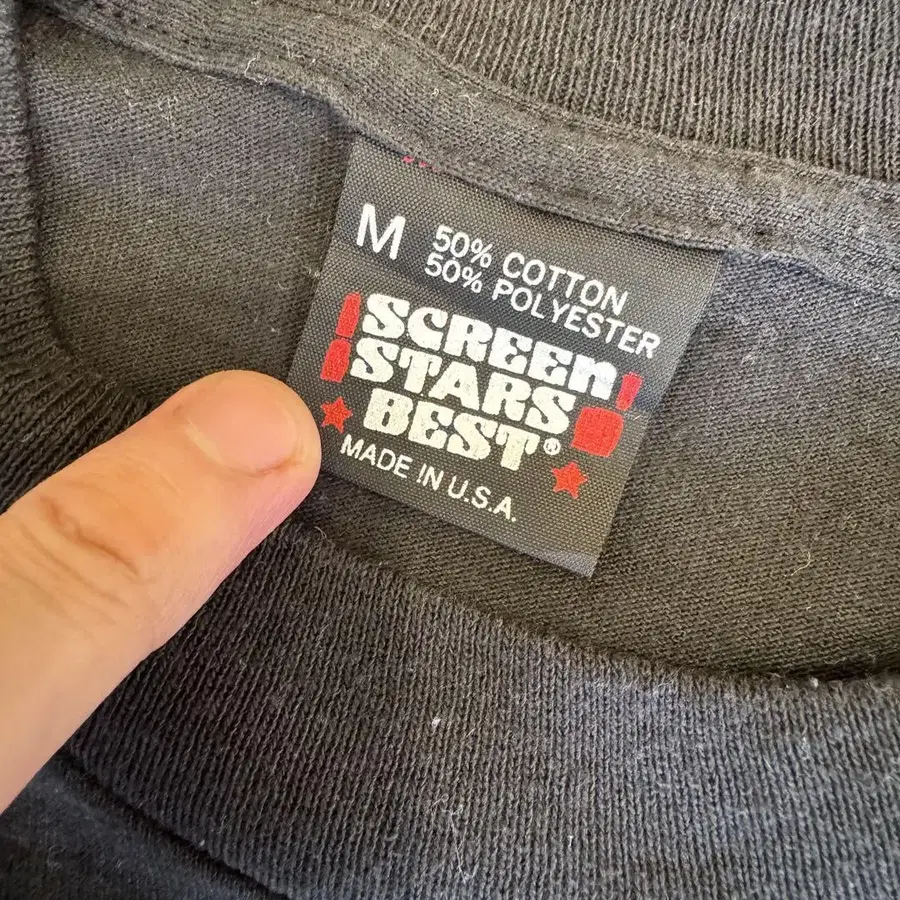 M
50% COTTON
50% POLYESTER
SCREEn
STARS
BEST®
MADE IN U.S.A.